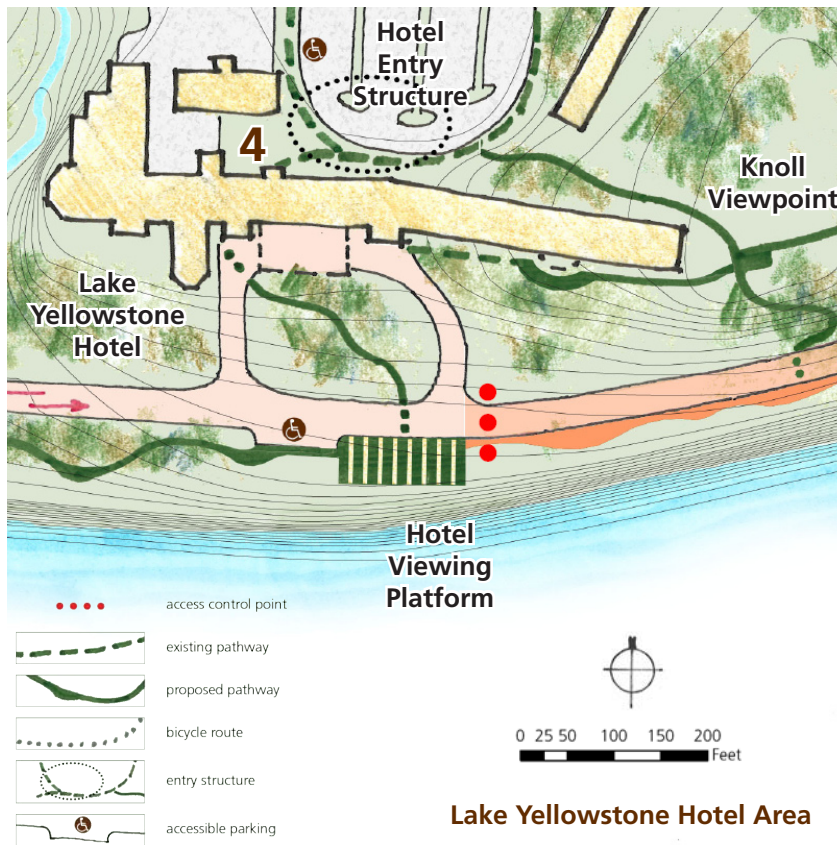 Hotel
Entry
Structure
4
Knoll
Viewpoint
Lake
Yellowstone
Hotel
Hotel
Viewing
Platform
access control point
existing pathway
proposed pathway
bicycle route
entry structure
accessible parking
N
0 25 50 100 150 200
Feet
Lake Yellowstone Hotel Area